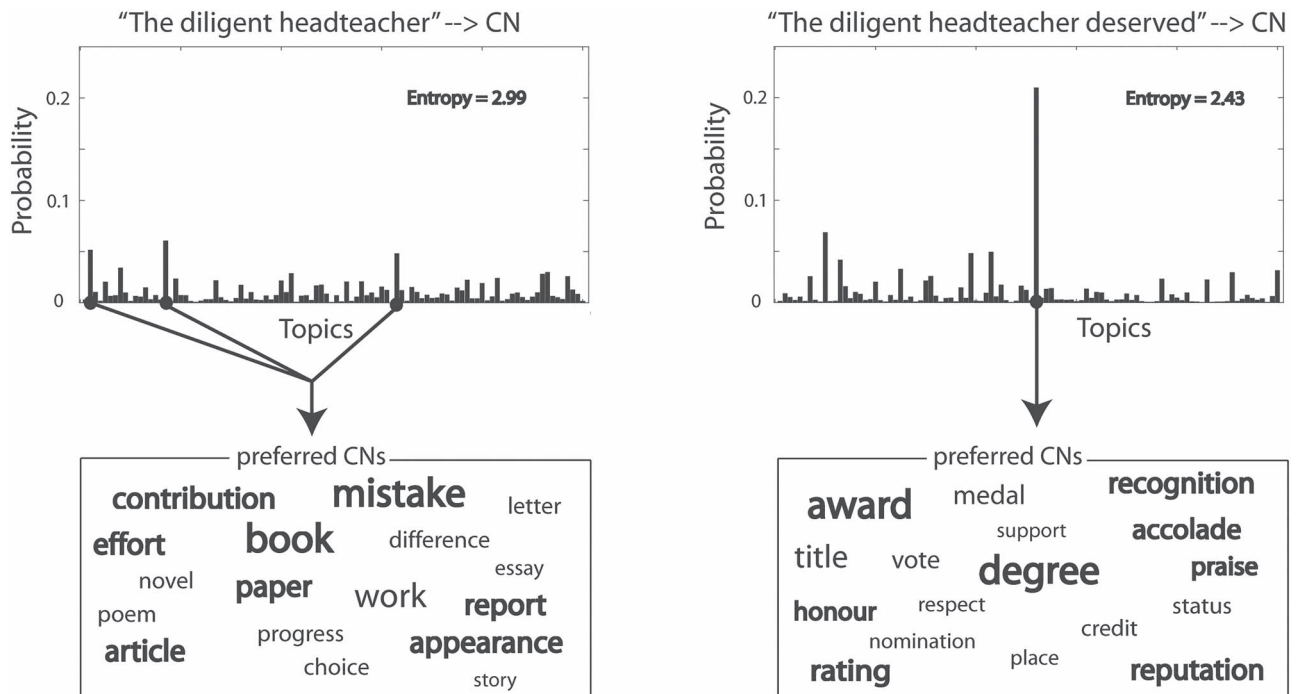 “The diligent headteacher” --> CN
Probability
0.2
0.1
0
Entropy = 2.99
Topics
preferred CNs
contribution mistake letter
effort book difference
novel paper work essay
poem report
article progress appearance
choice story
“The diligent headteacher deserved” --> CN
Probability
0.2
0.1
0
Entropy = 2.43
Topics
preferred CNs
award medal recognition
support accolade
title vote degree praise
honour respect status
nomination credit
rating place reputation